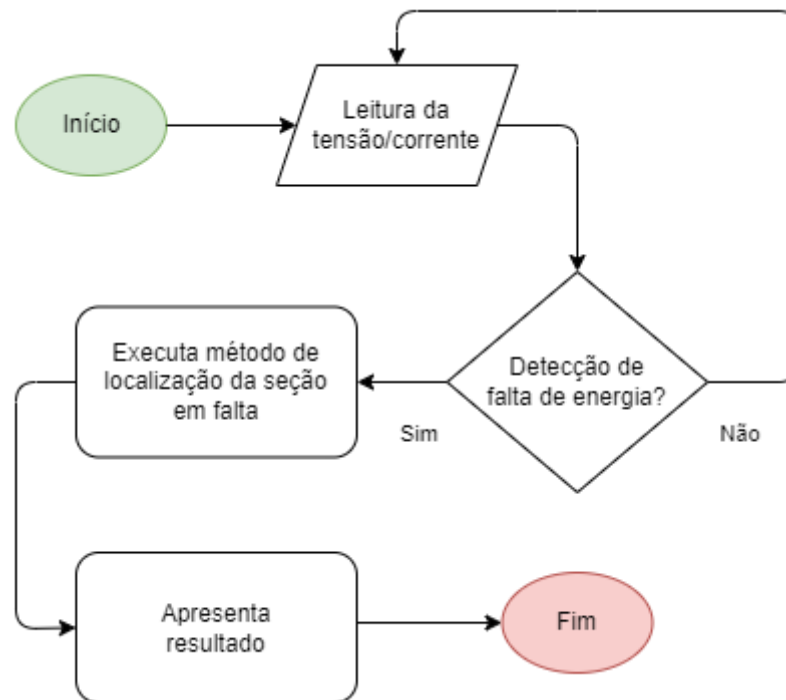 Início
Leitura da
tensão/corrente
Detecção de
falta de energia?
Sim
Não
Executa método de
localização da seção
em falta
Apresenta
resultado
Fim